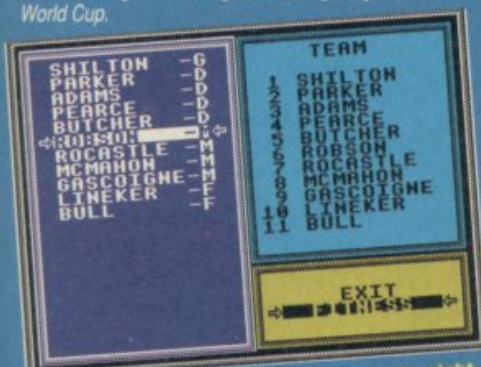 World Cup.
SHILTON -G
PARKER -D
ADAMS -D
PEARCE -D
BUTCHER -D
ROBSON -
ROCASTLE -M
MCMAHON -M
GASCOIGNE -M
LINEKER -F
BULL -F
TEAM
1 SHILTON
2 PARKER
3 ADAMS
4 PEARCE
5 BUTCHER
6 ROBSON
7 ROCASTLE
8 MCMAHON
9 GASCOIGNE
10 LINEKER
11 BULL
EXIT
FITNESS